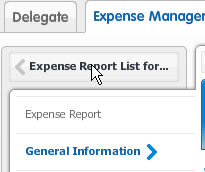 Delegate
Expense Manager
Expense Report List for...
Expense Report
General Information